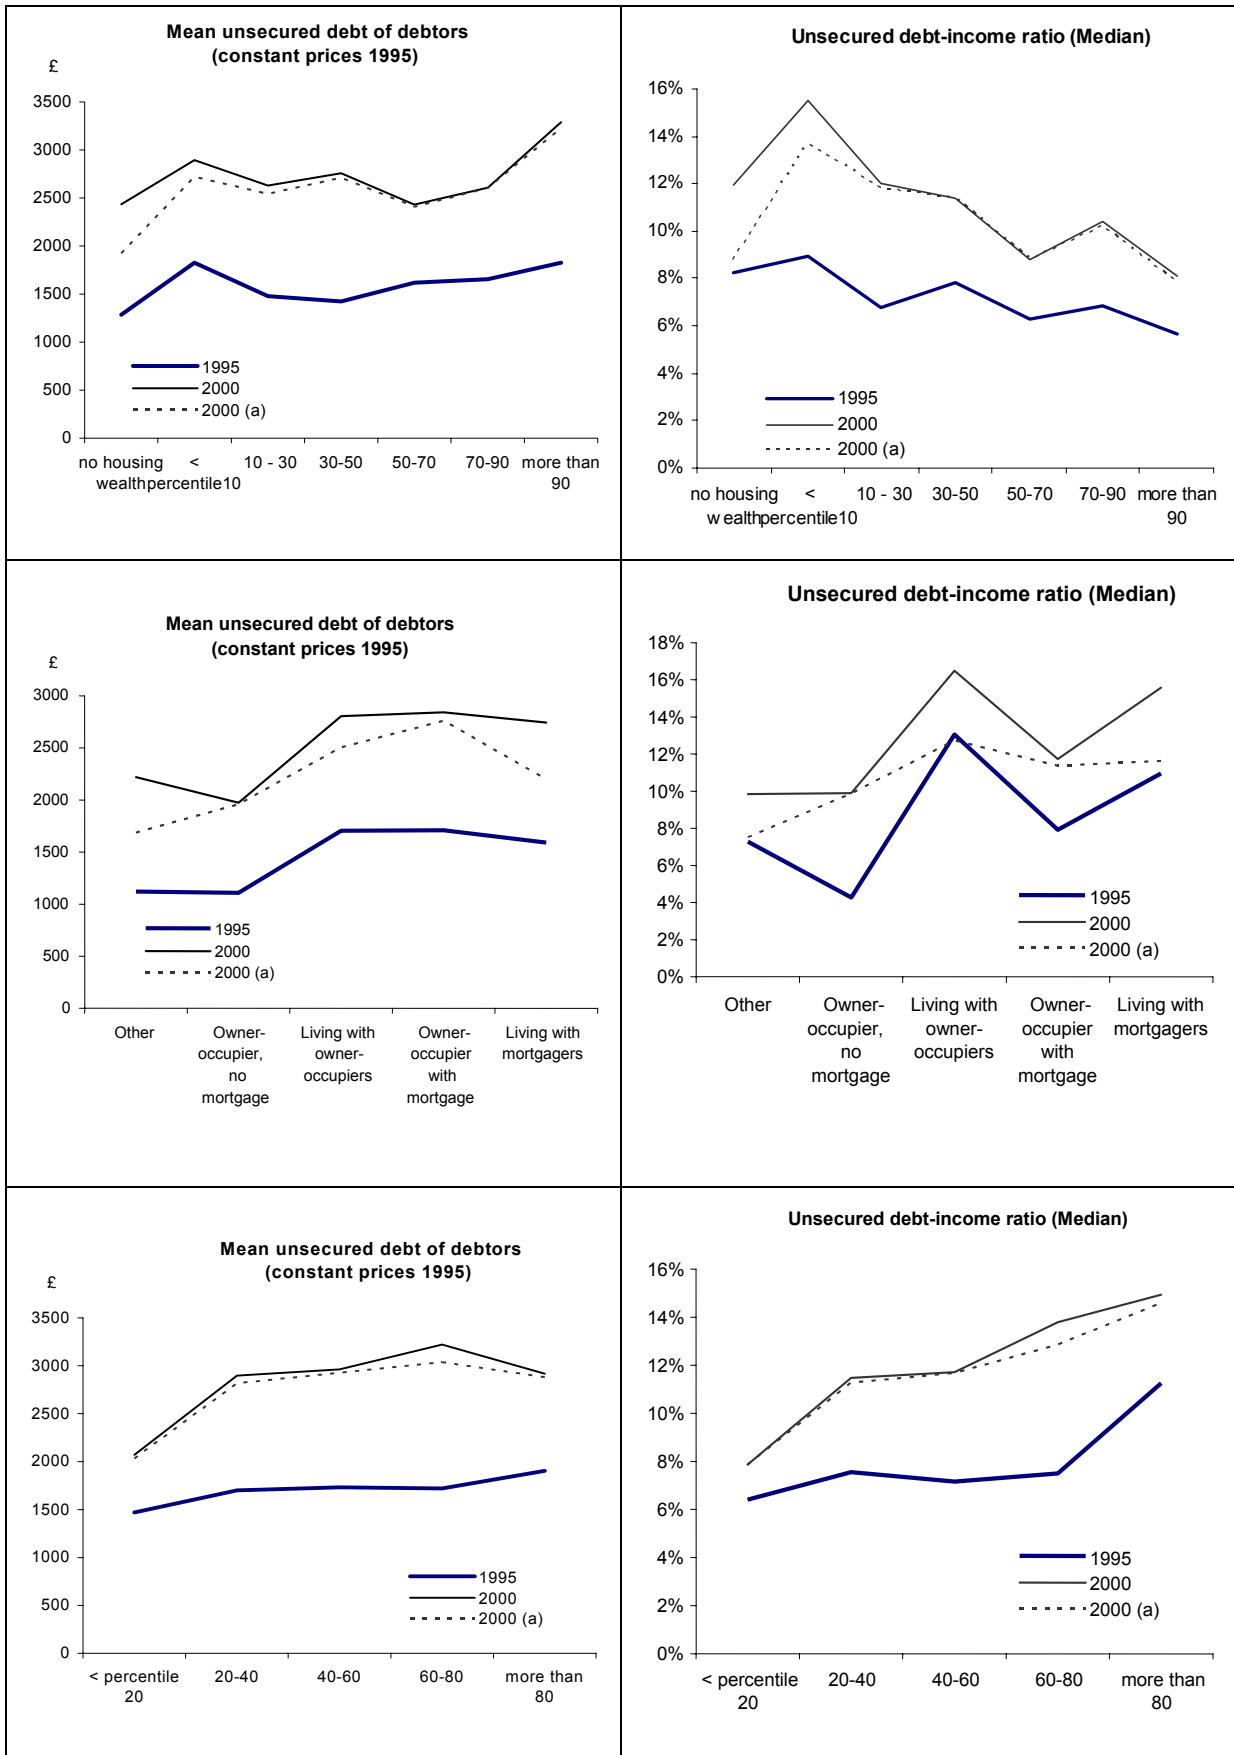 Mean unsecured debt of debtors
(constant prices 1995)
£
3500
3000
2500
2000
1500
1000
500
0
1995
2000
2000 (a)
no housing < 10 - 30 30-50 50-70 70-90 more than
wealthpercentile10 90
Unsecured debt-income ratio (Median)
16%
14%
12%
10%
8%
6%
4%
2%
0%
1995
2000
2000 (a)
no housing < 10 - 30 30-50 50-70 70-90 more than
wealthpercentile10 90
Mean unsecured debt of debtors
(constant prices 1995)
£
3000
2500
2000
1500
1000
500
0
1995
2000
2000 (a)
Other Owner- Living with Owner- Living with
occupier, owner- occupier mortgagers
no occupiers with
mortgage mortgage
Unsecured debt-income ratio (Median)
18%
16%
14%
12%
10%
8%
6%
4%
2%
0%
1995
2000
2000 (a)
Other Owner- Living with Owner- Living with
occupier, owner- occupier mortgagers
no occupiers with
mortgage mortgage
Mean unsecured debt of debtors
(constant prices 1995)
£
3500
3000
2500
2000
1500
1000
500
0
1995
2000
2000 (a)
< percentile 20-40 40-60 60-80 more than
20 80
Unsecured debt-income ratio (Median)
16%
14%
12%
10%
8%
6%
4%
2%
0%
1995
2000
2000 (a)
< percentile 20-40 40-60 60-80 more than
20 80